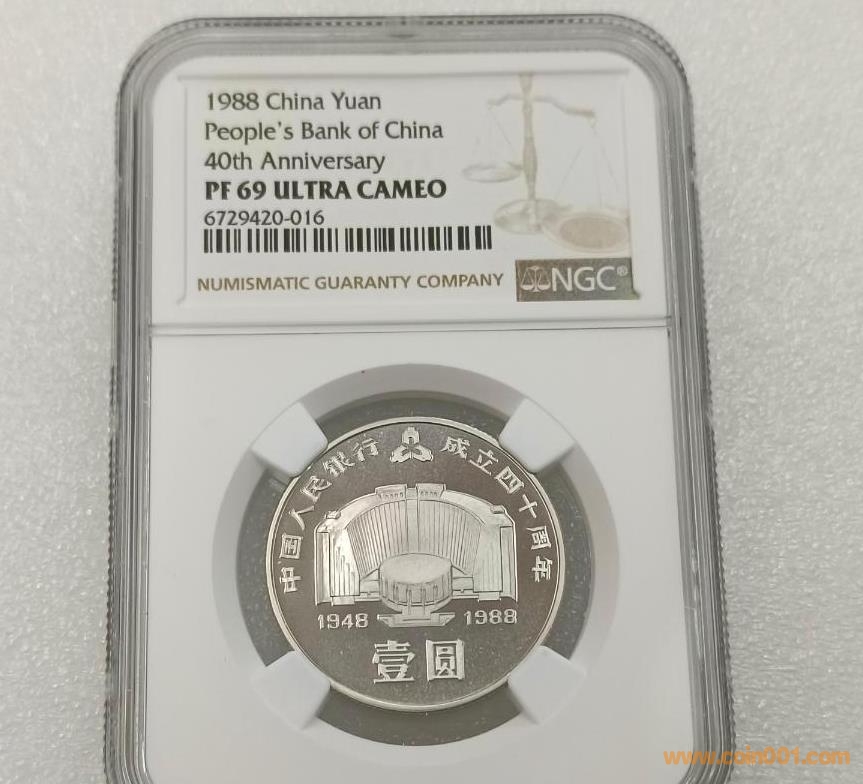 1988 China Yuan
People's Bank of China
40th Anniversary
PF 69 ULTRA CAMEO
6729420-016
NUMISMATIC GUARANTY COMPANY
NGC®
中国人民银行 成立四十周年
1948 1988
壹圆
www.coin001.com